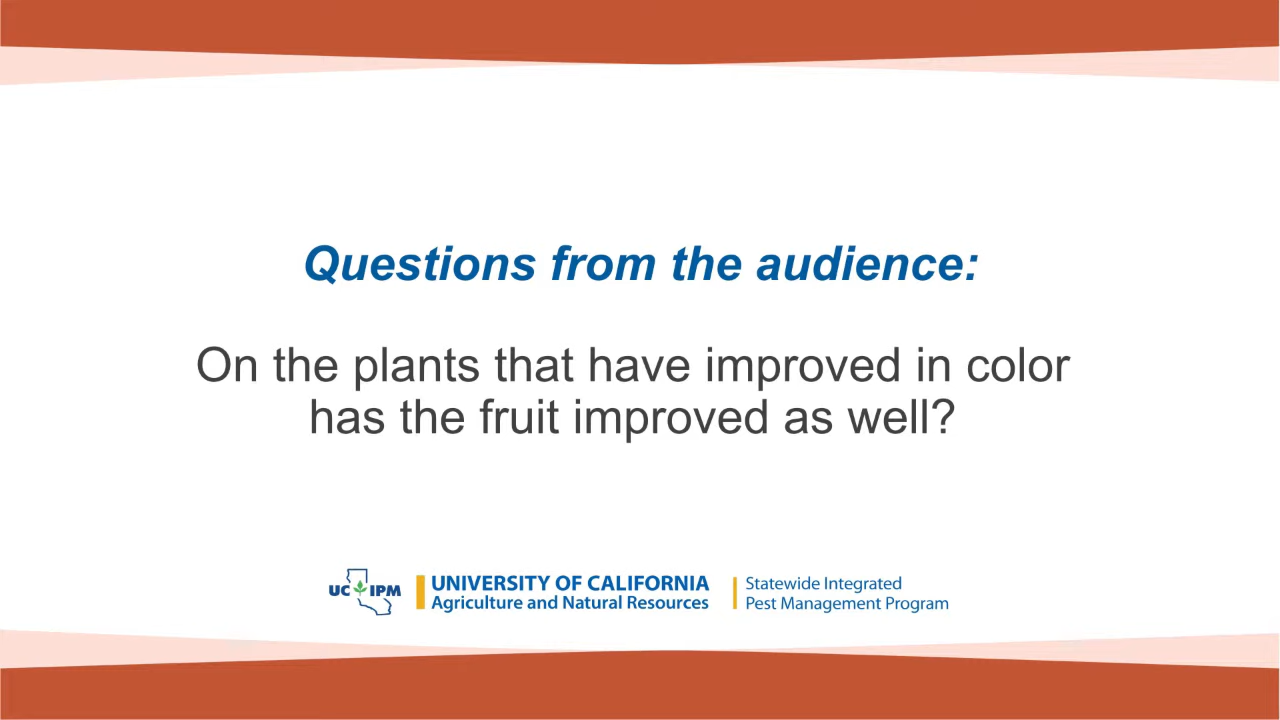 Questions from the audience:
On the plants that have improved in color
has the fruit improved as well?
UC IPM
UNIVERSITY OF CALIFORNIA
Agriculture and Natural Resources
Statewide Integrated
Pest Management Program